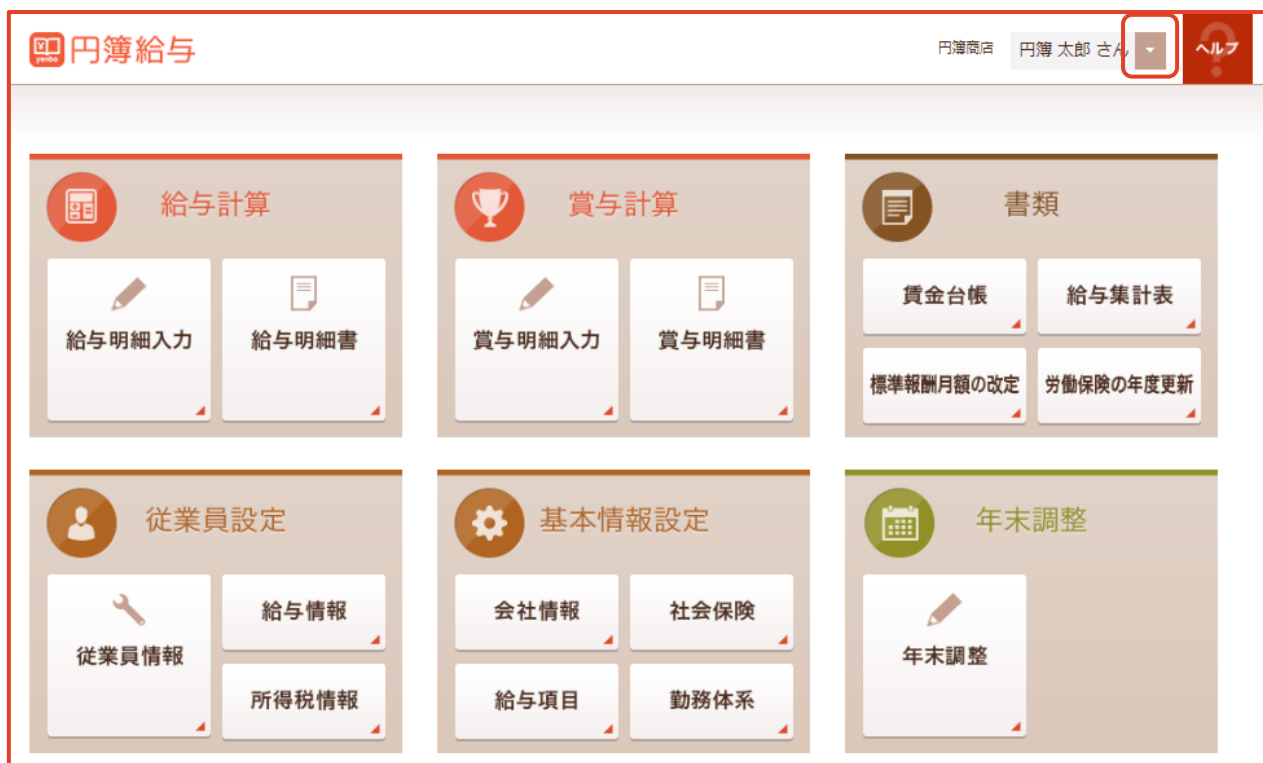 円簿給与
yenbo
円簿商店 円簿 太郎 さん
ヘルプ
給与計算
給与明細入力
給与明細書
賞与計算
賞与明細入力
賞与明細書
書類
賃金台帳
給与集計表
標準報酬月額の改定
労働保険の年度更新
従業員設定
従業員情報
給与情報
所得税情報
基本情報設定
会社情報
社会保険
給与項目
勤務体系
年末調整
年末調整